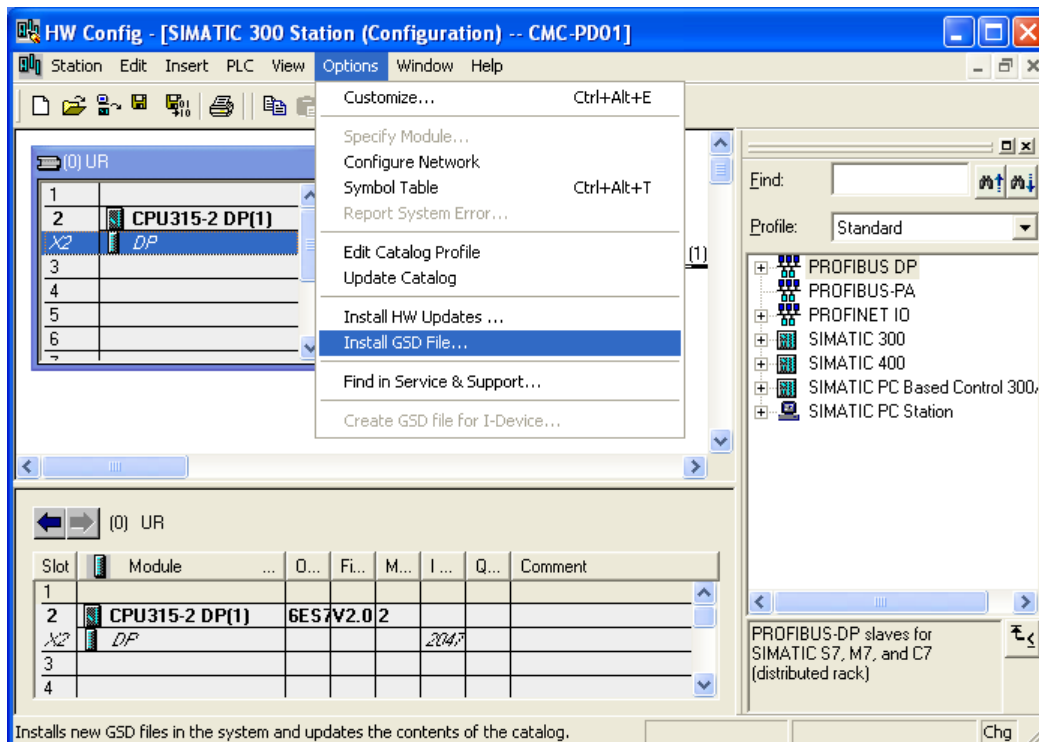 HW Config - [SIMATIC 300 Station (Configuration) -- CMC-PD01]
Station Edit Insert PLC View Options Window Help
Customize... Ctrl+Alt+E
Specify Module...
Configure Network
Symbol Table Ctrl+Alt+T
Report System Error...
Edit Catalog Profile
Update Catalog
Install HW Updates ...
Install GSD File...
Find in Service & Support...
Create GSD file for I-Device...
(0) UR
1
2 CPU315-2 DP(1)
X2 DP
3
4
5
6
7
(1)
Find:
Profile: Standard
PROFIBUS DP
PROFIBUS-PA
PROFINET IO
SIMATIC 300
SIMATIC 400
SIMATIC PC Based Control 300/
SIMATIC PC Station
PROFIBUS-DP slaves for
SIMATIC S7, M7, and C7
(distributed rack)
(0) UR
Slot Module ... O... Fi... M... I ... Q... Comment
1
2 CPU315-2 DP(1) 6ES7 V2.0 2
X2 DP 2047
3
4
Installs new GSD files in the system and updates the contents of the catalog.
Chg